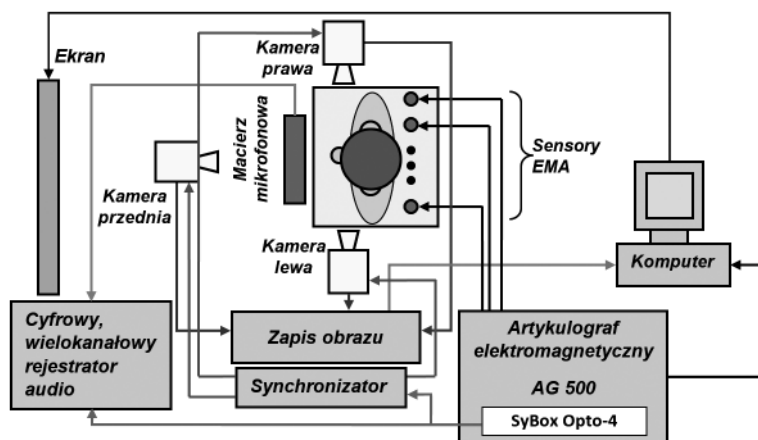 Ekran
Kamera
prawa
Macierz
mikrofonowa
Sensory
EMA
Kamera
przednia
Kamera
lewa
Komputer
Cyfrowy,
wielokanałowy
rejestrator
audio
Zapis obrazu
Synchronizator
Artykulograf
elektromagnetyczny
AG 500
SyBox Opto-4